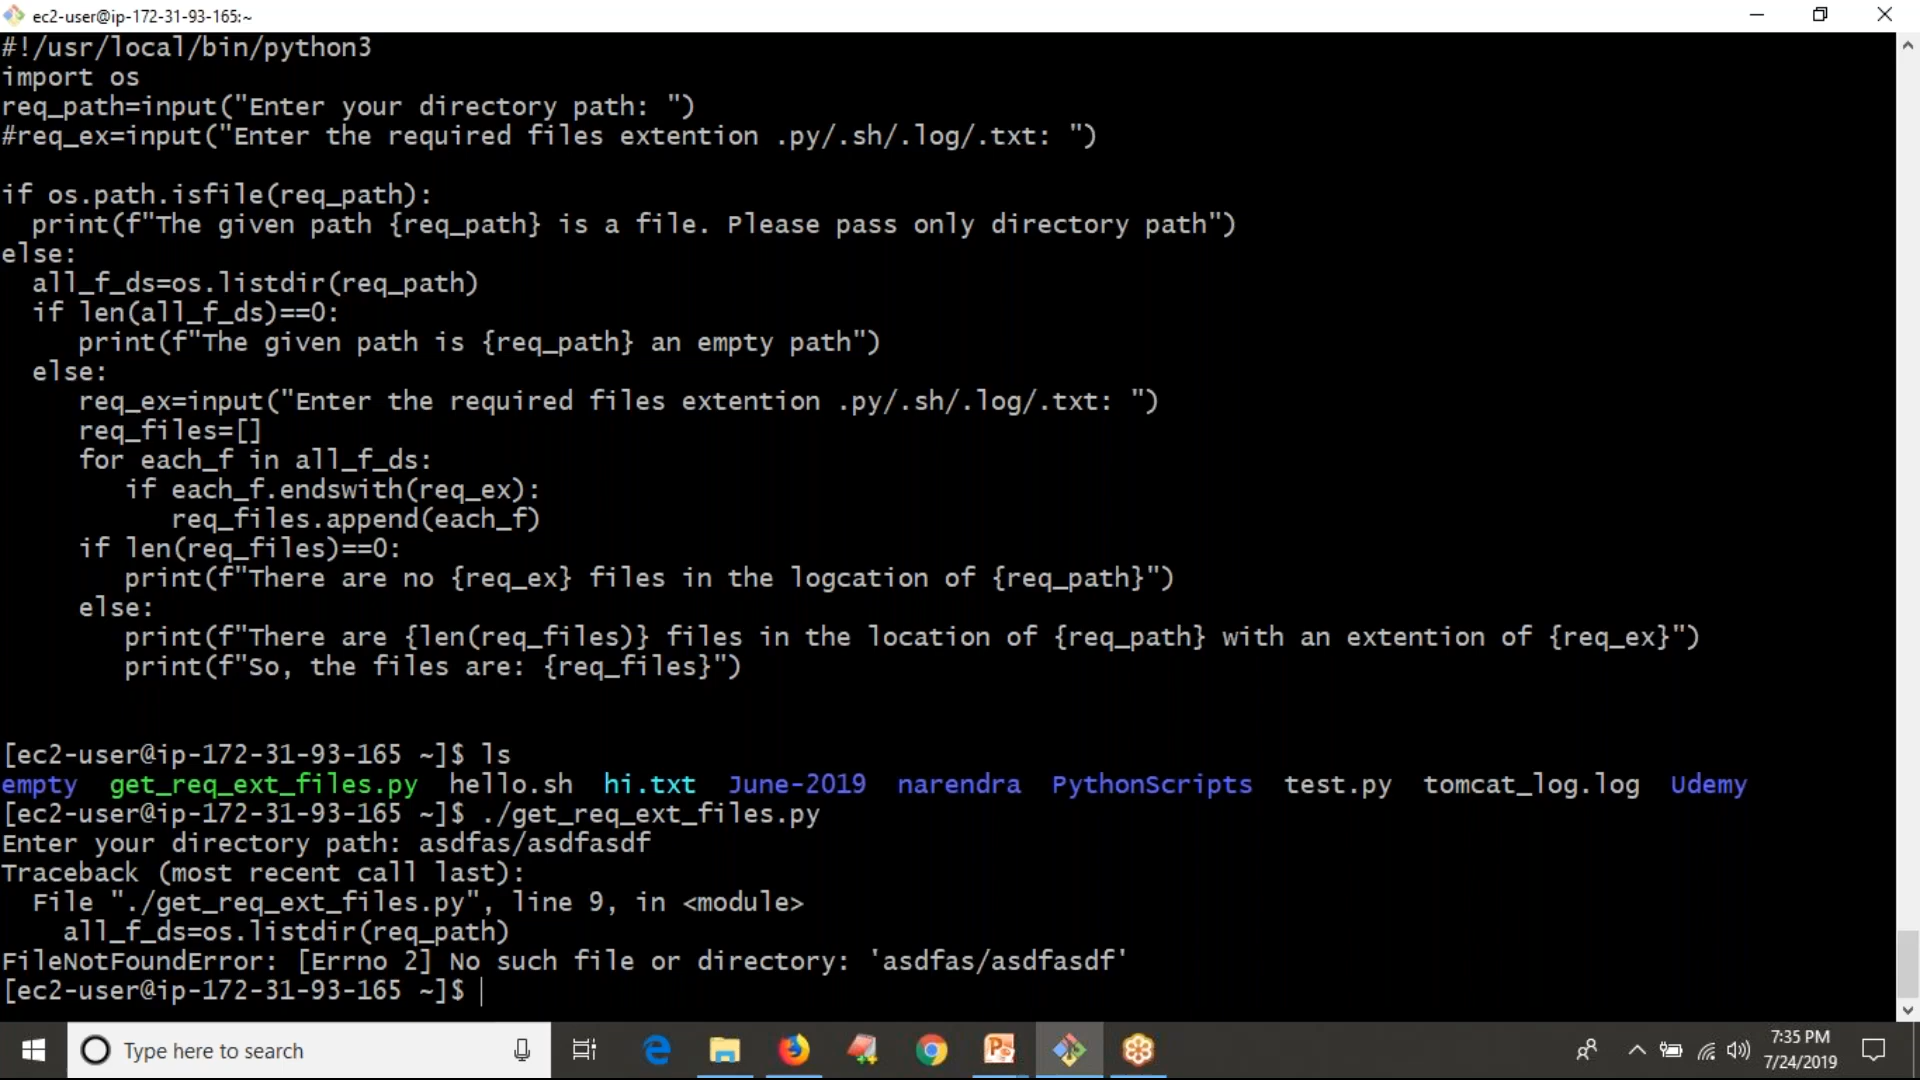 ec2-user@ip-172-31-93-165:~
#!/usr/local/bin/python3
import os
req_path=input("Enter your directory path: ")
#req_ex=input("Enter the required files extention .py/.sh/.log/.txt: ")
if os.path.isfile(req_path):
  print(f"The given path {req_path} is a file. Please pass only directory path")
else:
  all_f_ds=os.listdir(req_path)
  if len(all_f_ds)==0:
     print(f"The given path is {req_path} an empty path")
  else:
     req_ex=input("Enter the required files extention .py/.sh/.log/.txt: ")
     req_files=[]
     for each_f in all_f_ds:
        if each_f.endswith(req_ex):
           req_files.append(each_f)
     if len(req_files)==0:
        print(f"There are no {req_ex} files in the logcation of {req_path}")
     else:
        print(f"There are {len(req_files)} files in the location of {req_path} with an extention of {req_ex}")
        print(f"So, the files are: {req_files}")
[ec2-user@ip-172-31-93-165 ~]$ ls
empty  get_req_ext_files.py  hello.sh  hi.txt  June-2019  narendra  PythonScripts  test.py  tomcat_log.log  Udemy
[ec2-user@ip-172-31-93-165 ~]$ ./get_req_ext_files.py
Enter your directory path: asdfas/asdfasdf
Traceback (most recent call last):
  File "./get_req_ext_files.py", line 9, in <module>
    all_f_ds=os.listdir(req_path)
FileNotFoundError: [Errno 2] No such file or directory: 'asdfas/asdfasdf'
[ec2-user@ip-172-31-93-165 ~]$
Type here to search
7:35 PM
7/24/2019